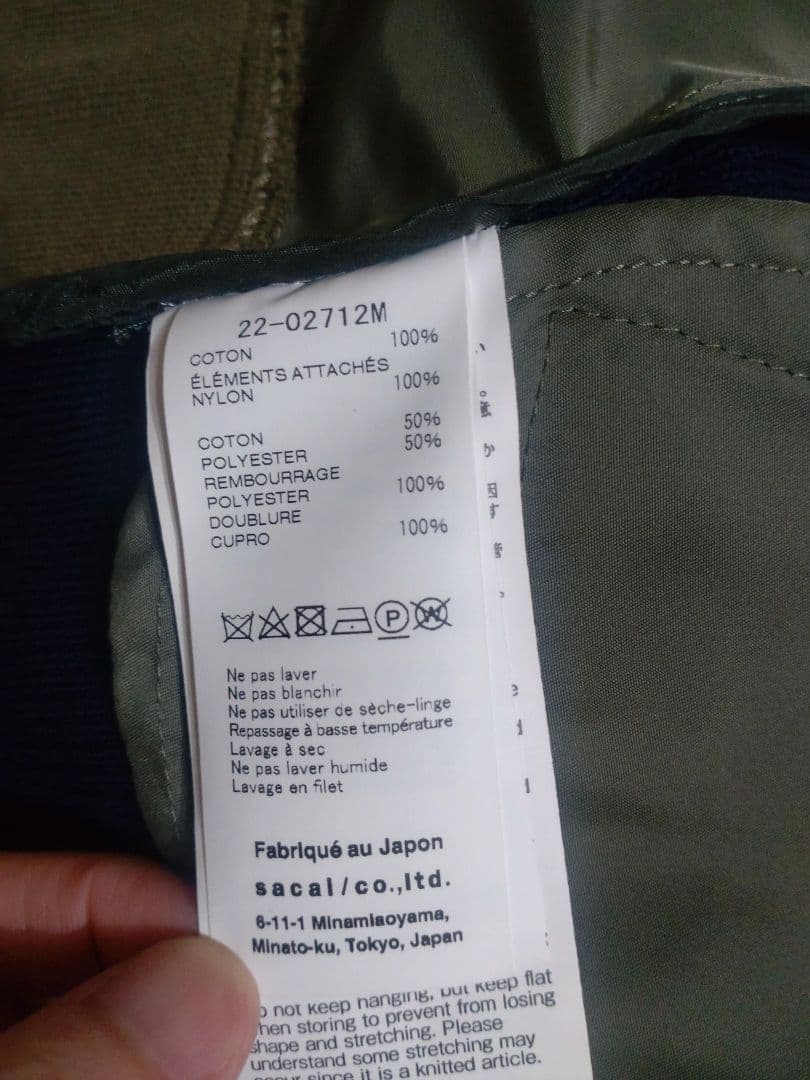 22-02712M
COTON 100%
ÉLÉMENTS ATTACHÉS
NYLON 100%
COTON 50%
POLYESTER 50%
REMBOURRAGE
POLYESTER 100%
DOUBLURE
CUPRO 100%
P
W
Ne pas laver
Ne pas blanchir
Ne pas utiliser de sèche-linge
Repassage à basse température
Lavage à sec
Ne pas laver humide
Lavage en filet
Fabriqué au Japon
sacai/co.,ltd.
6-11-1 Minamiaoyama,
Minato-ku, Tokyo, Japan
not keep hanging, but keep flat
hen storing to prevent from losing
shape and stretching. Please
understand some stretching may
since it is a knitted article.